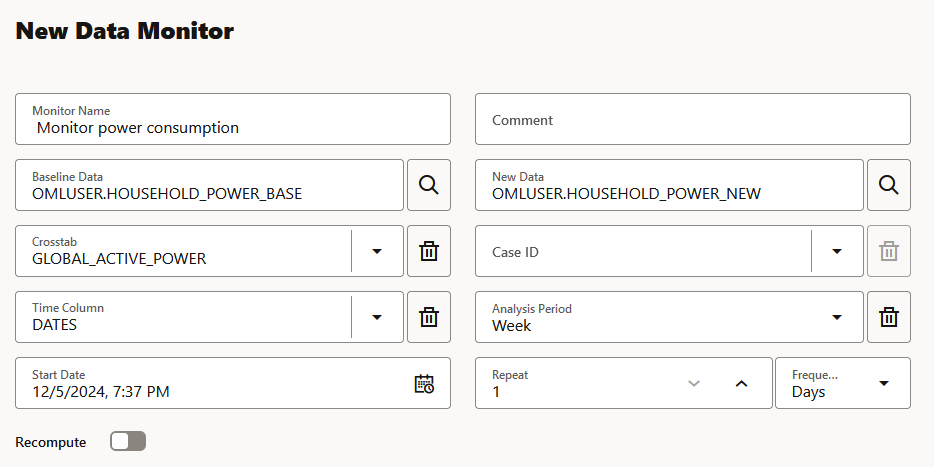 New Data Monitor
Monitor Name
Monitor power consumption
Comment
Baseline Data
OMLUSER.HOUSEHOLD_POWER_BASE
New Data
OMLUSER.HOUSEHOLD_POWER_NEW
Crosstab
GLOBAL_ACTIVE_POWER
Case ID
Time Column
DATES
Analysis Period
Week
Start Date
12/5/2024, 7:37 PM
Repeat
1
Freque...
Days
Recompute